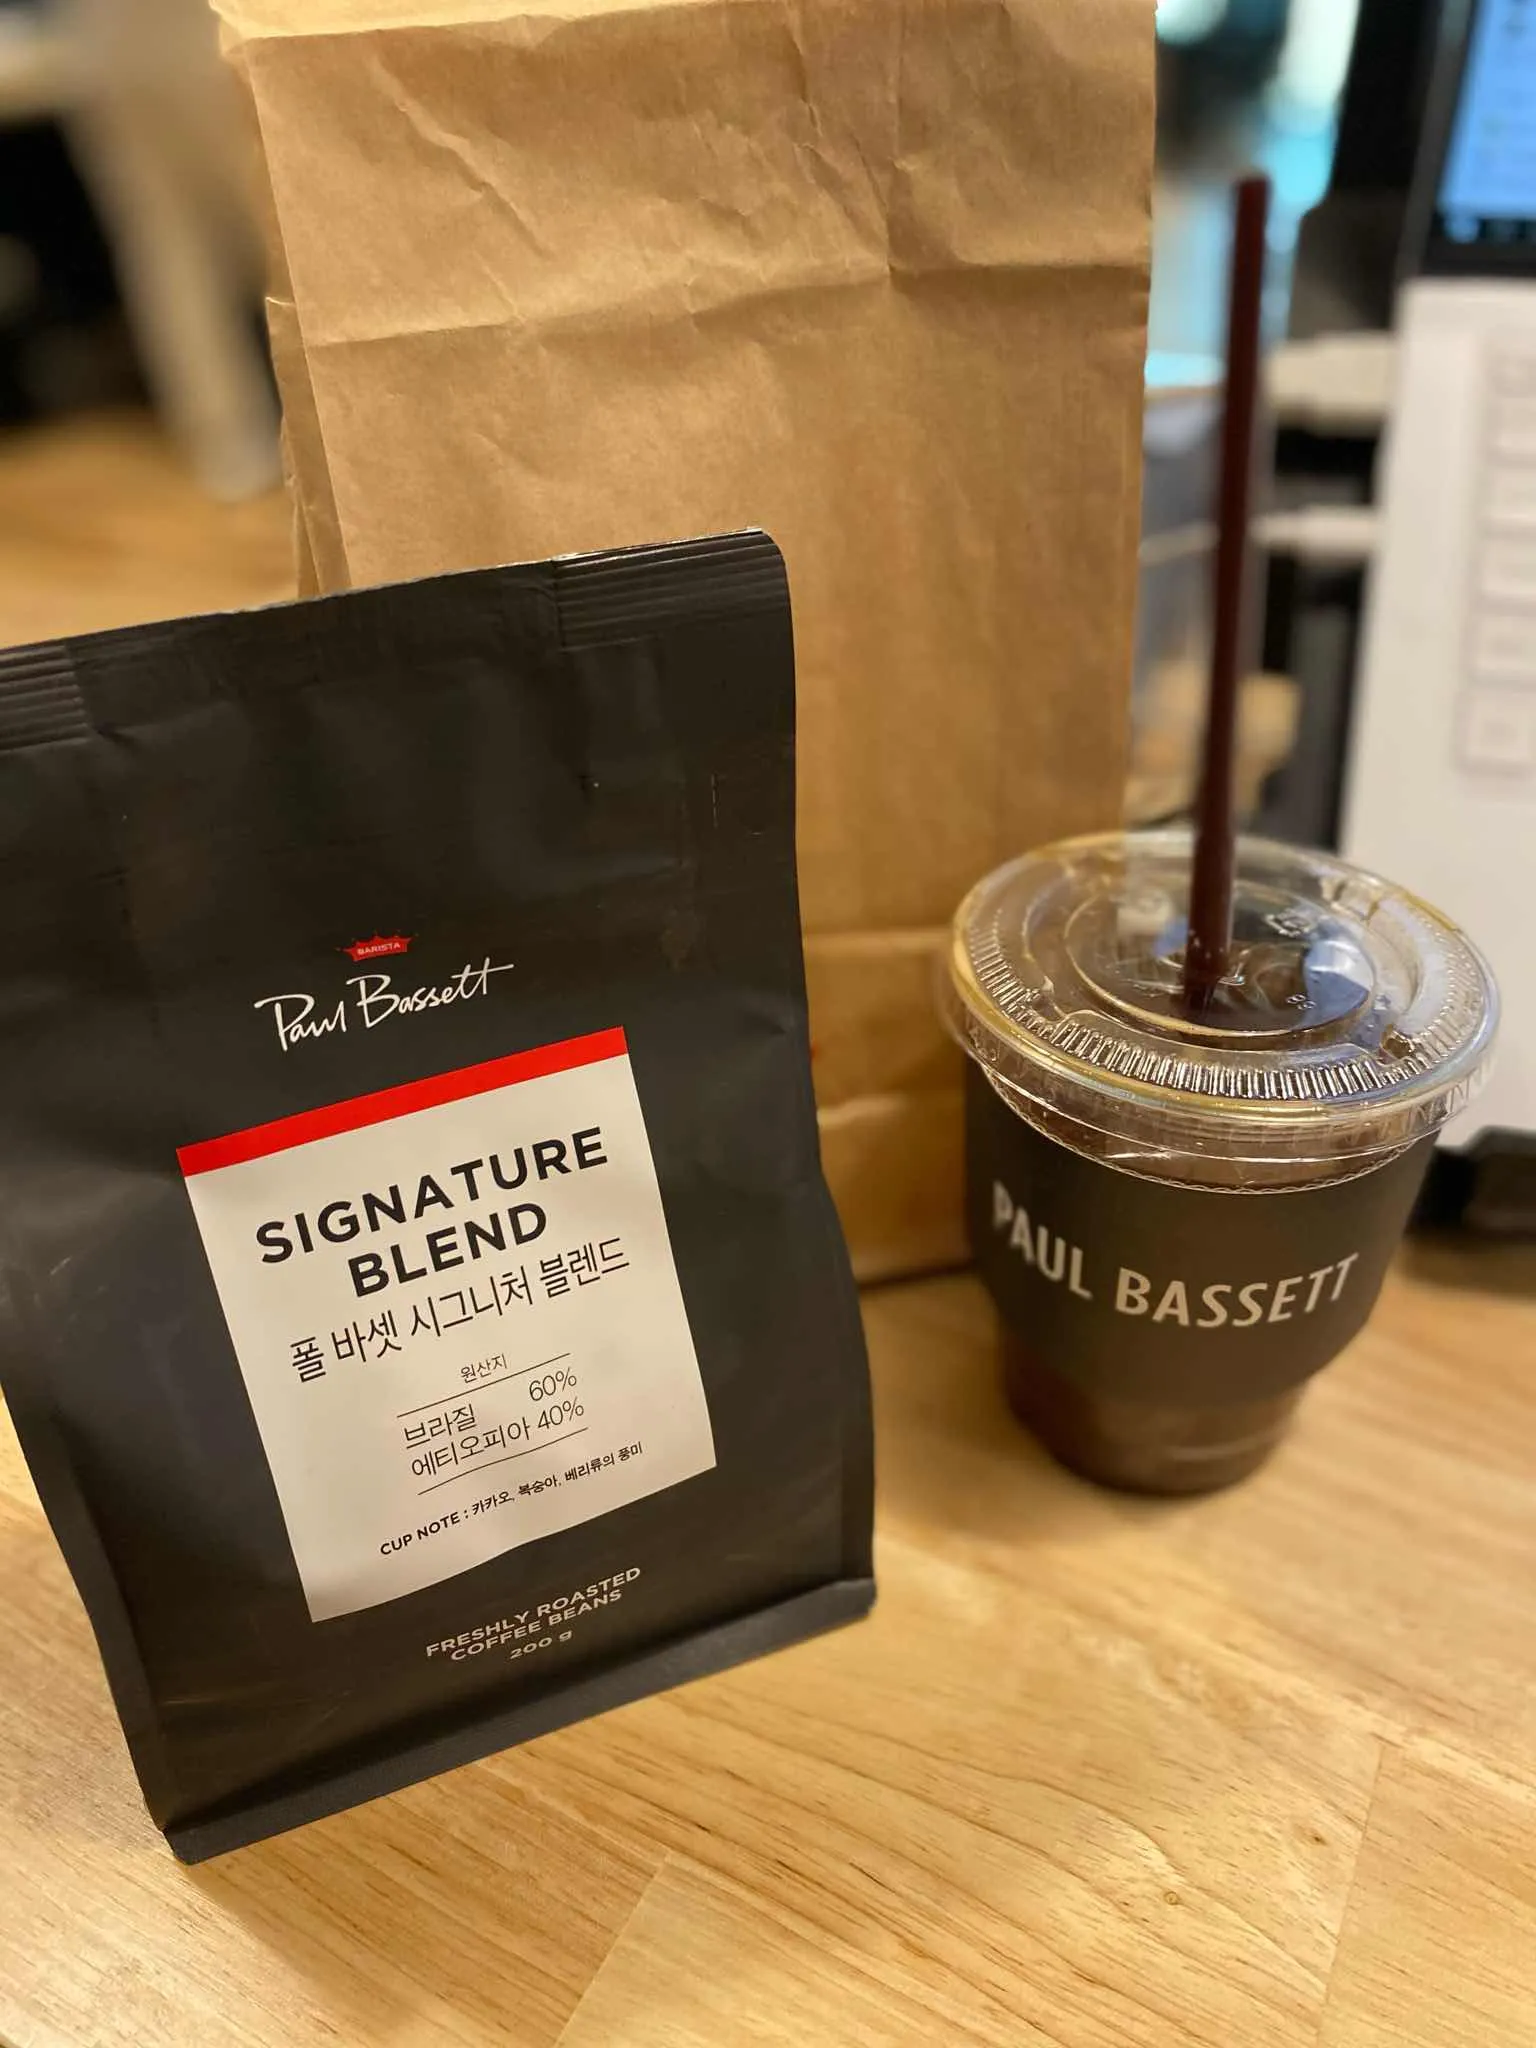 BARISTA
Paul Bassett
SIGNATURE
BLEND
폴 바셋 시그니처 블렌드
원산지
브라질 60%
에티오피아 40%
CUP NOTE : 카카오, 복숭아, 베리류의 풍미
FRESHLY ROASTED
COFFEE BEANS
200 g
PAUL BASSETT
98